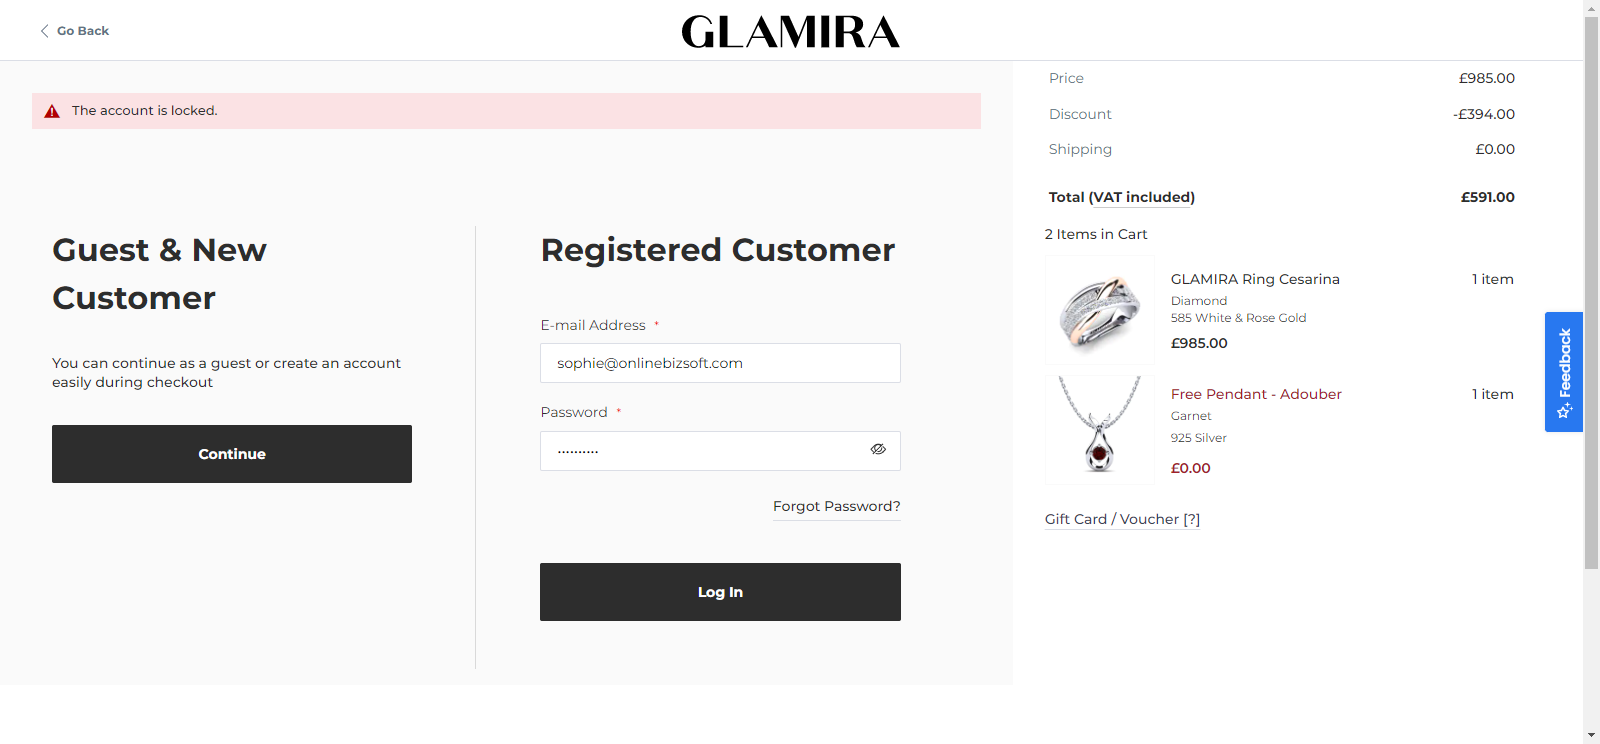 Go Back
GLAMIRA
The account is locked.
Guest & New
Customer
You can continue as a guest or create an account
easily during checkout
Continue
Registered Customer
E-mail Address *
sophie@onlinebizsoft.com
Password *
··········
Forgot Password?
Log In
Price £985.00
Discount -£394.00
Shipping £0.00
Total (VAT included) £591.00
2 Items in Cart
GLAMIRA Ring Cesarina 1 item
Diamond
585 White & Rose Gold
£985.00
Free Pendant - Adouber 1 item
Garnet
925 Silver
£0.00
Gift Card / Voucher [?]
Feedback